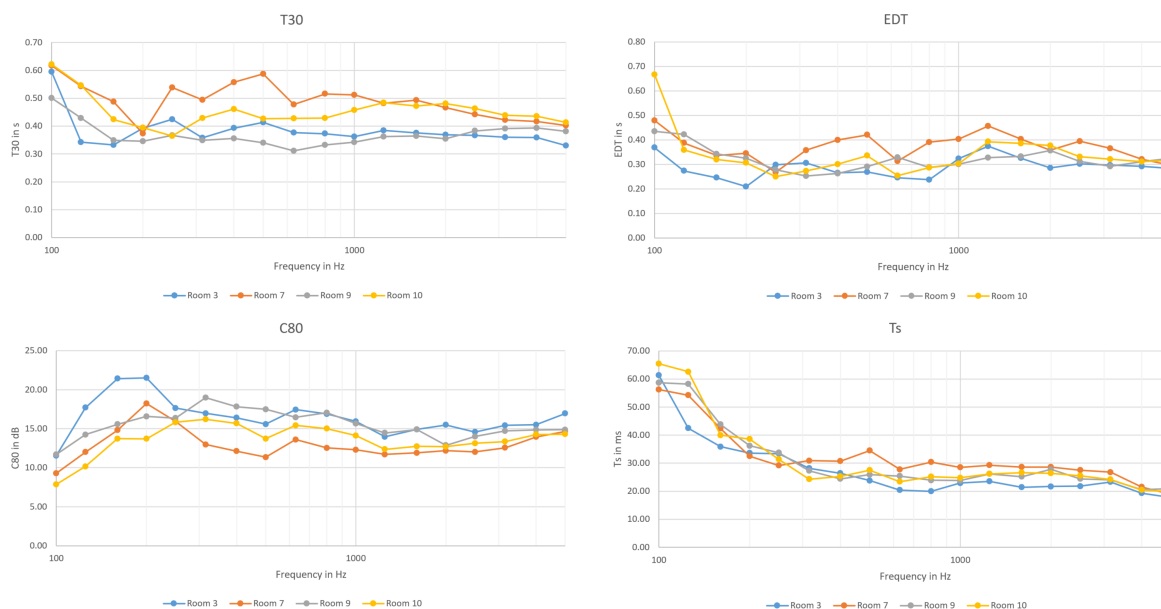 T30
0.70
0.60
0.50
0.40
0.30
0.20
0.10
0.00
T30 in s
100 1000
Frequency in Hz
Room 3 Room 7 Room 9 Room 10
EDT
0.80
0.70
0.60
0.50
0.40
0.30
0.20
0.10
0.00
EDT in s
100 1000
Frequency in Hz
Room 3 Room 7 Room 9 Room 10
C80
25.00
20.00
15.00
10.00
5.00
0.00
C80 in dB
100 1000
Frequency in Hz
Room 3 Room 7 Room 9 Room 10
Ts
70.00
60.00
50.00
40.00
30.00
20.00
10.00
0.00
Ts in ms
100 1000
Frequency in Hz
Room 3 Room 7 Room 9 Room 10